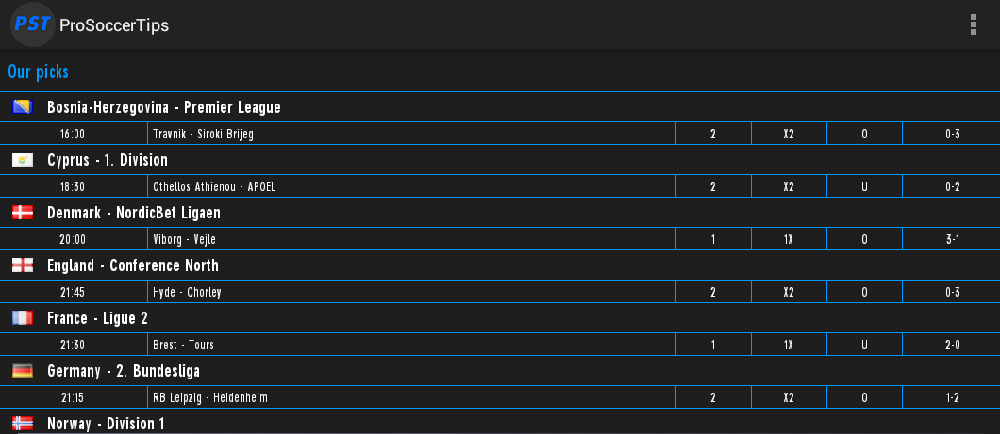 PST ProSoccerTips
Our picks
Bosnia-Herzegovina - Premier League
16:00 Travnik - Siroki Brijeg 2 X2 O 0-3
Cyprus - 1. Division
18:30 Othellos Athienou - APOEL 2 X2 U 0-2
Denmark - NordicBet Ligaen
20:00 Viborg - Vejle 1 1X O 3-1
England - Conference North
21:45 Hyde - Chorley 2 X2 O 0-3
France - Ligue 2
21:30 Brest - Tours 1 1X U 2-0
Germany - 2. Bundesliga
21:15 RB Leipzig - Heidenheim 2 X2 O 1-2
Norway - Division 1